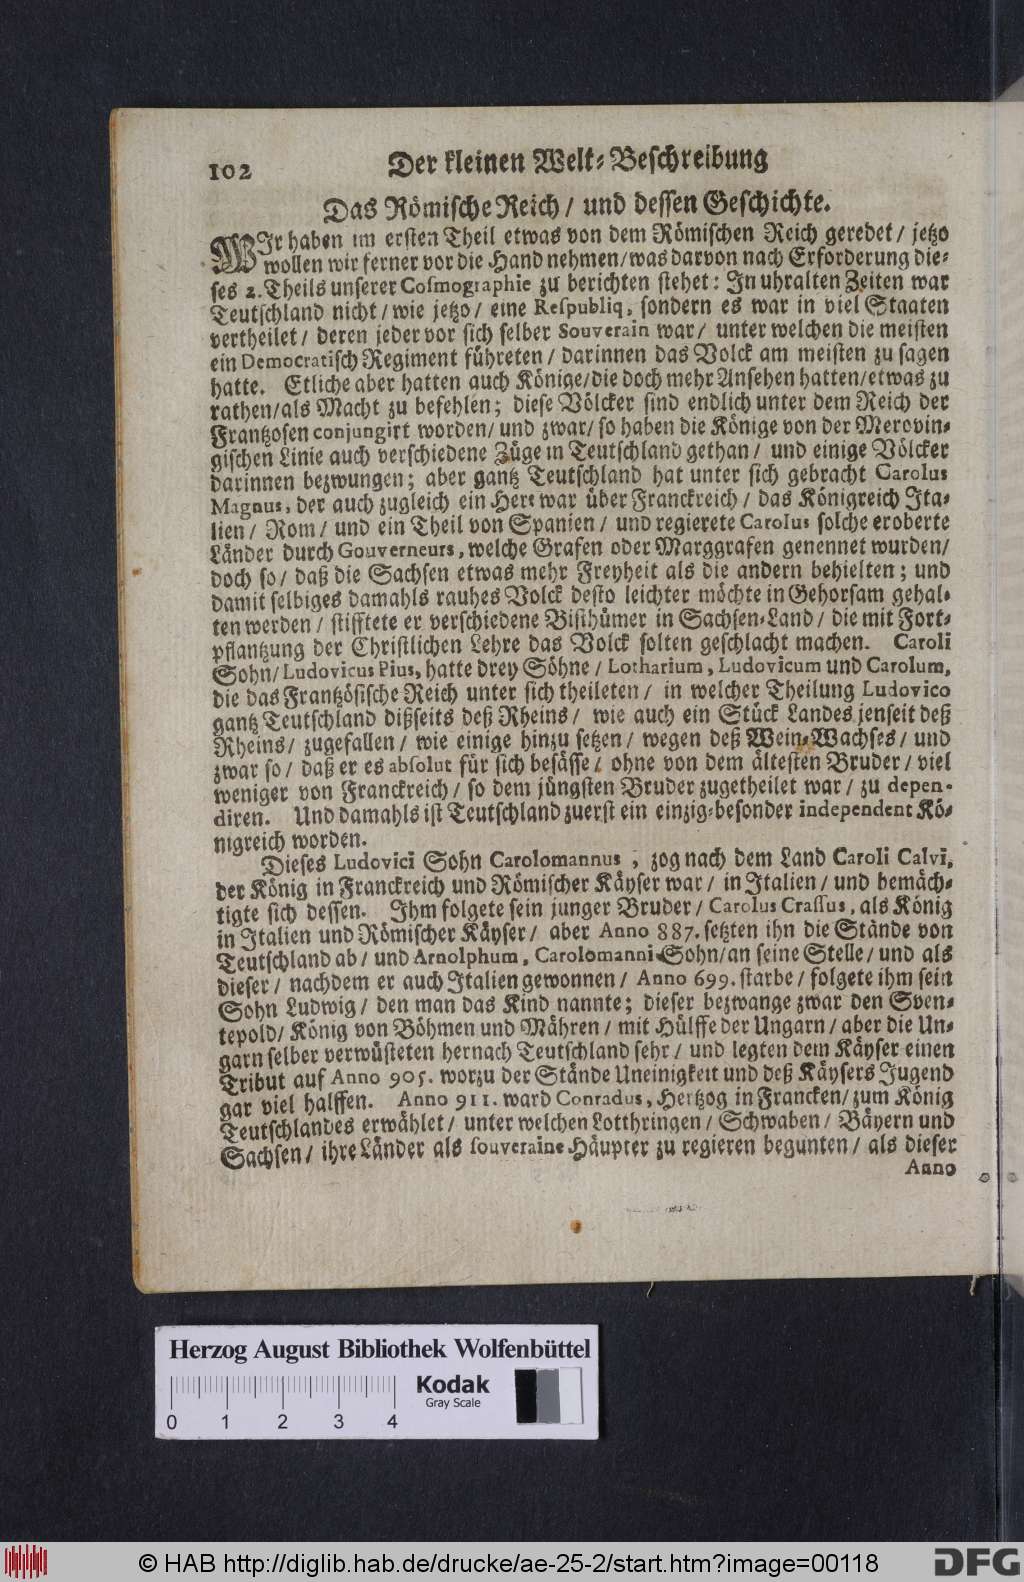 102 Der kleinen Welt-Beschreibung
Das Römische Reich / und dessen Geschichte.
WIr haben im ersten Theil etwas von dem Römischen Reich geredet / jetzo
wollen wir ferner vor die Hand nehmen / was darvon nach Erforderung die-
ses 2. Theils unserer Cosmographie zu berichten stehet: In uhralten Zeiten war
Teutschland nicht / wie jetzo / eine Respubliq, sondern es war in viel Staaten
vertheilet / deren jeder vor sich selber Souverain war / unter welchen die meisten
ein Democratisch Regiment führeten / darinnen das Volck am meisten zu sagen
hatte. Etliche aber hatten auch Könige / die doch mehr Ansehen hatten / etwas zu
rathen / als Macht zu befehlen; diese Völcker sind endlich unter dem Reich der
Frantzosen conjungirt worden / und zwar / so haben die Könige von der Merovin-
gischen Linie auch verschiedene Züge in Teutschland gethan / und einige Völcker
darinnen bezwungen; aber gantz Teutschland hat unter sich gebracht Carolus
Magnus, der auch zugleich ein Herr war über Franckreich / das Königreich Ita-
lien / Rom / und ein Theil von Spanien / und regierete Carolus solche eroberte
Länder durch Gouverneurs, welche Grafen oder Marggrafen genennet wurden /
doch so / daß die Sachsen etwas mehr Freyheit als die andern behielten; und
damit selbiges damahls rauhes Volck desto leichter möchte in Gehorsam gehal-
ten werden / stifftete er verschiedene Bisthümer in Sachsen-Land / die mit Fort-
pflantzung der Christlichen Lehre das Volck solten geschlacht machen. Caroli
Sohn / Ludovicus Pius, hatte drey Söhne / Lotharium, Ludovicum und Carolum,
die das Frantzösische Reich unter sich theileten / in welcher Theilung Ludovico
gantz Teutschland dißseits deß Rheins / wie auch ein Stück Landes jenseit deß
Rheins / zugefallen / wie einige hinzu setzen / wegen deß Wein-Wachses / und
zwar so / daß er es absolut für sich besässe / ohne von dem ältesten Bruder / viel
weniger von Franckreich / so dem jüngsten Bruder zugetheilet war / zu depen-
diren. Und damahls ist Teutschland zuerst ein einzig-besonder independent Kö-
nigreich worden.
Dieses Ludovici Sohn Carolomannus, zog nach dem Land Caroli Calvi,
der König in Franckreich und Römischer Käyser war / in Italien / und bemäch-
tigte sich dessen. Ihm folgete sein junger Bruder / Carolus Crassus, als König
in Italien und Römischer Käyser / aber Anno 887. setzten ihn die Stände von
Teutschland ab / und Arnolphum, Carolomanni Sohn / an seine Stelle / und als
dieser / nachdem er auch Italien gewonnen / Anno 699. starbe / folgete ihm sein
Sohn Ludwig / den man das Kind nannte; dieser bezwange zwar den Sven-
tepold / König von Böhmen und Mähren / mit Hülffe der Ungarn / aber die Un-
garn selber verwüsteten hernach Teutschland sehr / und legten dem Käyser einen
Tribut auf Anno 905. worzu der Stände Uneinigkeit und deß Käysers Jugend
gar viel halffen. Anno 911. ward Conradus, Hertzog in Francken / zum König
Teutschlandes erwählet / unter welchen Lotthringen / Schwaben / Bäyern und
Sachsen / ihre Länder als souveraine Häupter zu regieren begunten / als dieser
Anno
Herzog August Bibliothek Wolfenbüttel
Kodak
Gray Scale
0 1 2 3 4
© HAB http://diglib.hab.de/drucke/ae-25-2/start.htm?image=00118
DFG